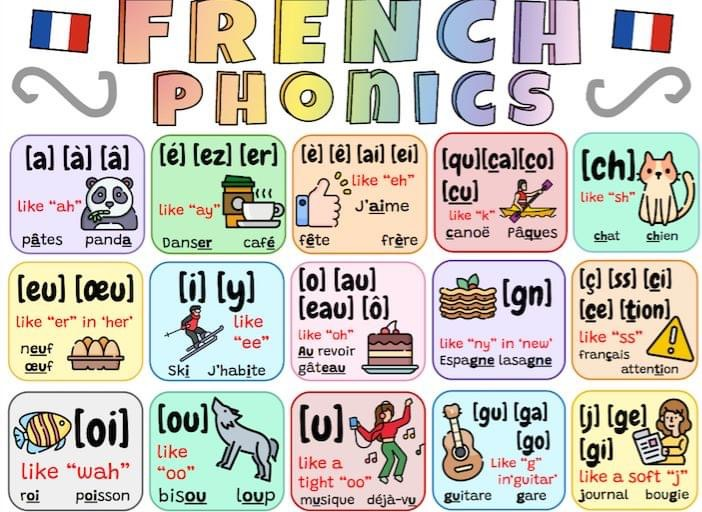 FRENCH
PHONICS
[a] [à] [â]
like "ah"
pâtes panda
[é] [ez] [er]
like "ay"
Danser café
[è] [ê] [ai] [ei]
like "eh"
J'aime
fête frère
[qu][ca][co]
[cu]
like "k"
canoë Pâques
[ch]
like "sh"
chat chien
[eu] [œu]
like "er" in 'her'
neuf
œuf
[i] [y]
like
"ee"
Ski J'habite
[o] [au]
[eau] [ô]
like "oh"
Au revoir
gâteau
[gn]
like "ny" in 'new'
Espagne lasagne
[ç] [ss] [ci]
[ce] [tion]
like "ss"
français
attention
[oi]
like "wah"
roi poisson
[ou]
like
"oo"
bisou loup
[u]
like a
tight "oo"
musique déjà-vu
[gu] [ga]
[go]
Like "g"
in'guitar'
guitare gare
[j] [ge]
[gi]
like a soft "j"
journal bougie